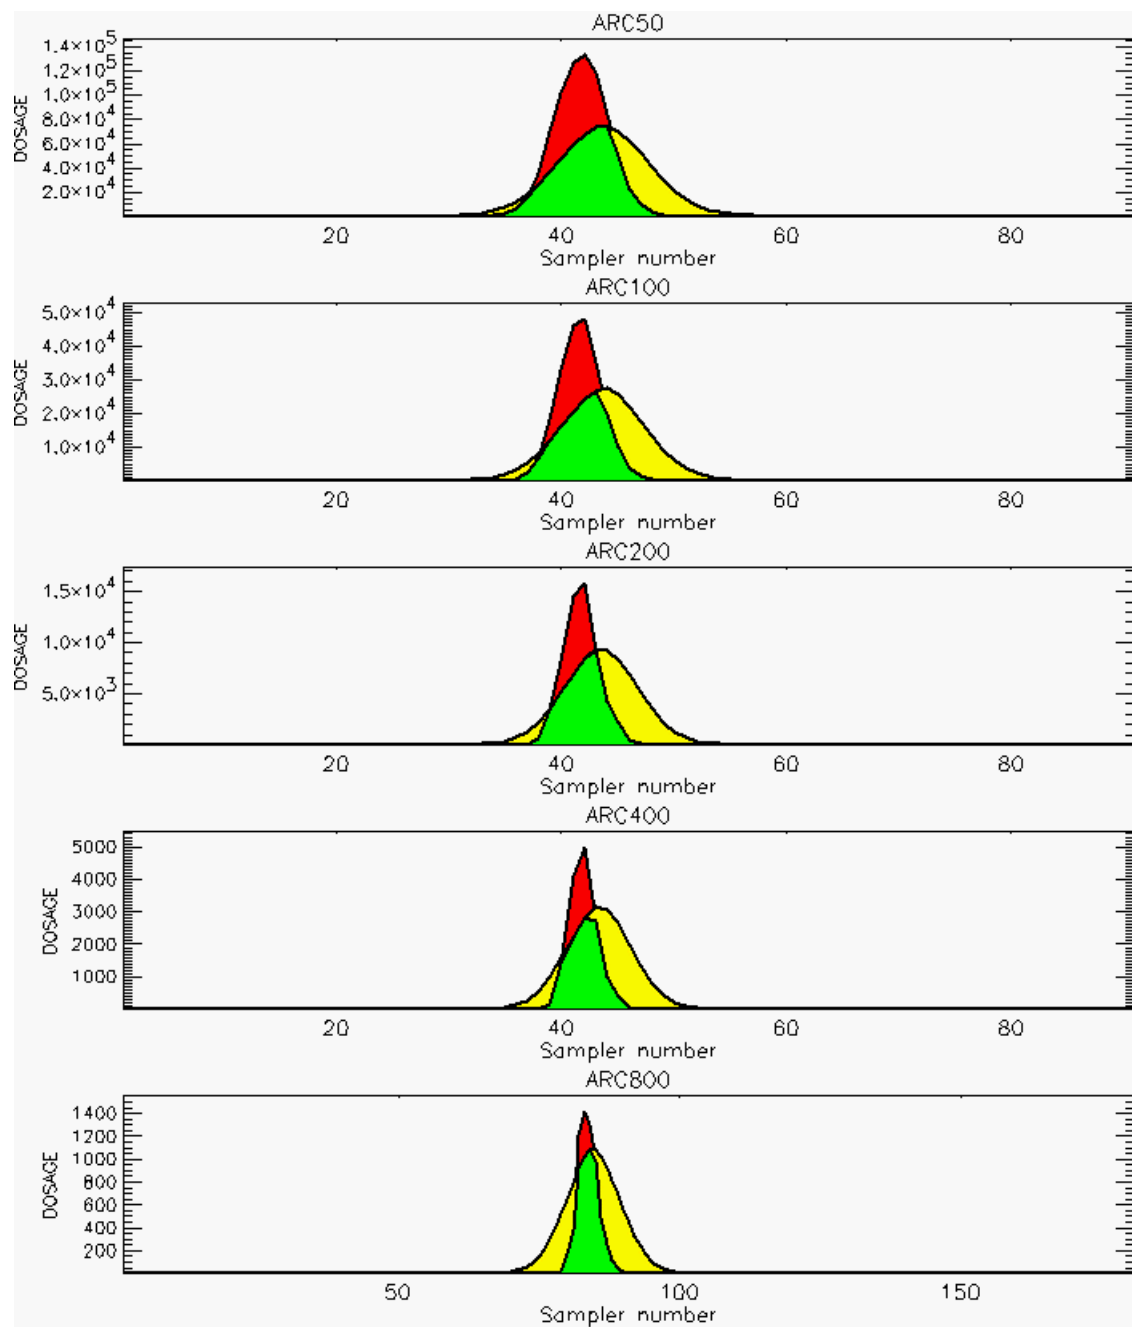 ARC50
1.4×10⁵
1.2×10⁵
1.0×10⁵
8.0×10⁴
6.0×10⁴
4.0×10⁴
2.0×10⁴
DOSAGE
20 40 60 80
Sampler number
ARC100
5.0×10⁴
4.0×10⁴
3.0×10⁴
2.0×10⁴
1.0×10⁴
DOSAGE
20 40 60 80
Sampler number
ARC200
1.5×10⁴
1.0×10⁴
5.0×10³
DOSAGE
20 40 60 80
Sampler number
ARC400
5000
4000
3000
2000
1000
DOSAGE
20 40 60 80
Sampler number
ARC800
1400
1200
1000
800
600
400
200
DOSAGE
50 100 150
Sampler number